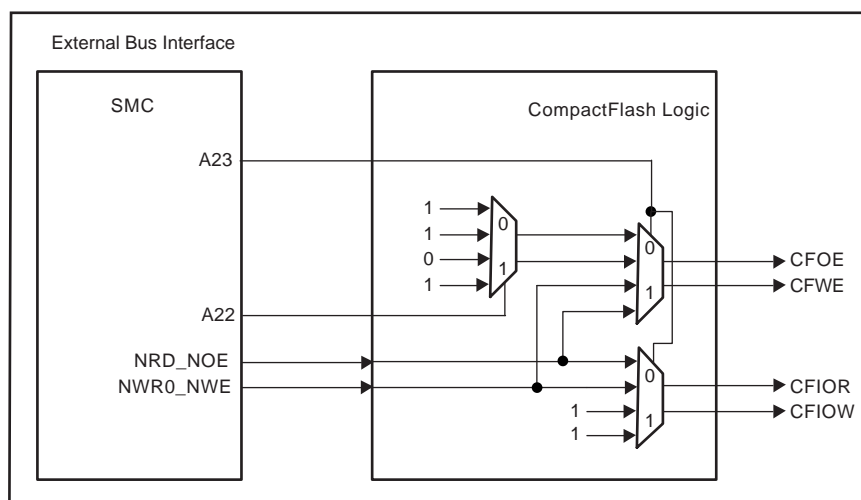 External Bus Interface
SMC
CompactFlash Logic
A23
1
1
0
1
0
1
0
1
CFOE
CFWE
A22
NRD_NOE
NWR0_NWE
0
1
1
1
CFIOR
CFIOW